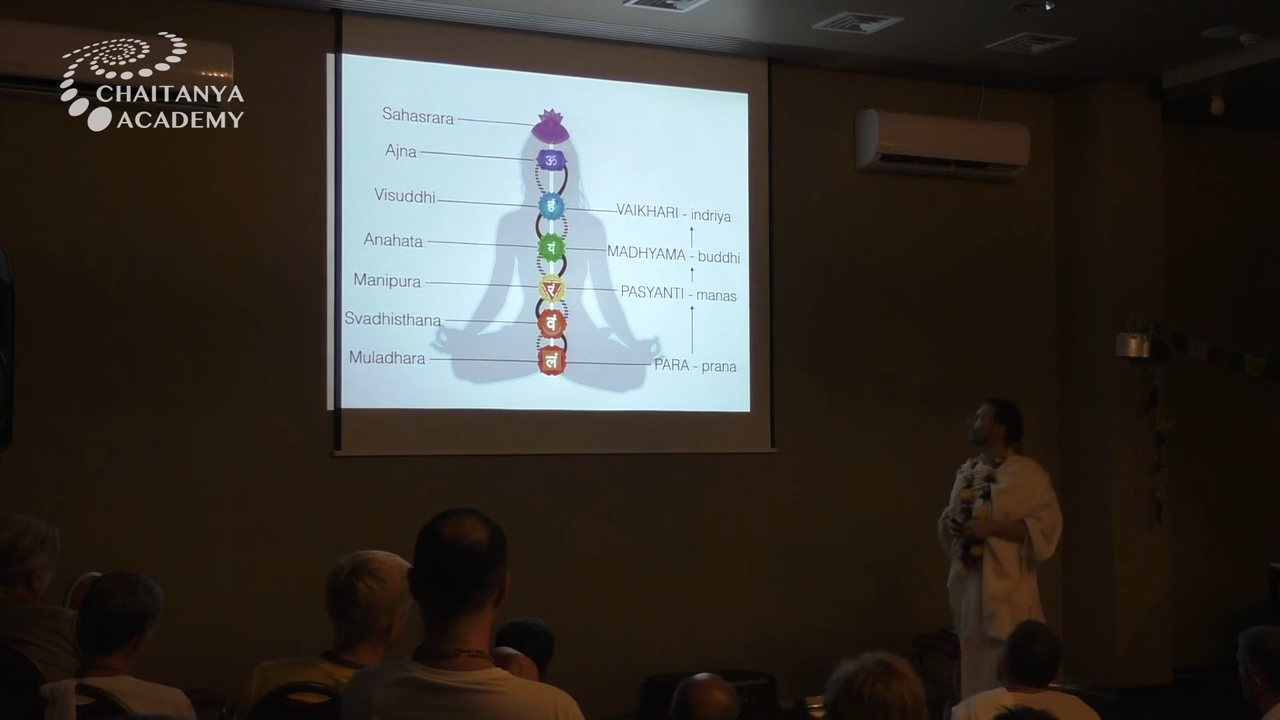 CHAITANYA
ACADEMY
Sahasrara
Ajna
ॐ
Visuddhi
हं
VAIKHARI - indriya
Anahata
यं
MADHYAMA - buddhi
Manipura
रं
PASYANTI - manas
Svadhisthana
वं
Muladhara
लं
PARA - prana